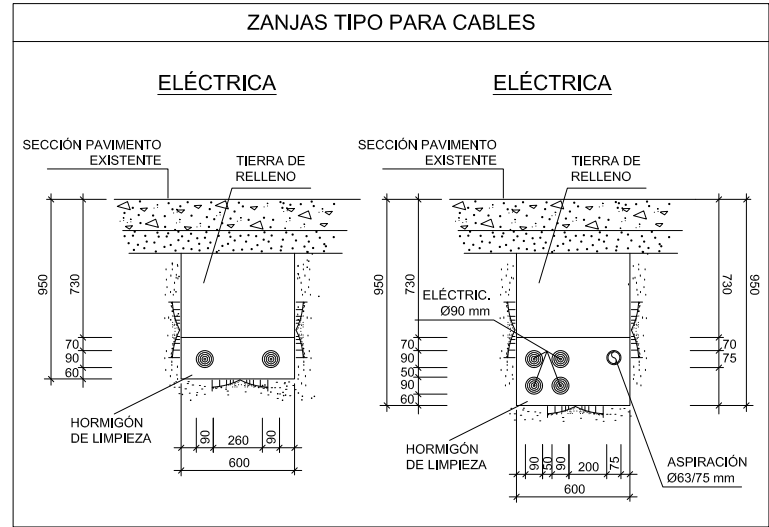 ZANJAS TIPO PARA CABLES
ELÉCTRICA
SECCIÓN PAVIMENTO
EXISTENTE
TIERRA DE
RELLENO
950
730
70
90
60
HORMIGÓN
DE LIMPIEZA
90
260
90
600
ELÉCTRICA
SECCIÓN PAVIMENTO
EXISTENTE
TIERRA DE
RELLENO
ELÉCTRIC.
Ø90 mm
950
730
70
90
50
90
60
730
950
70
75
HORMIGÓN
DE LIMPIEZA
90
50
90
200
75
600
ASPIRACIÓN
Ø63/75 mm